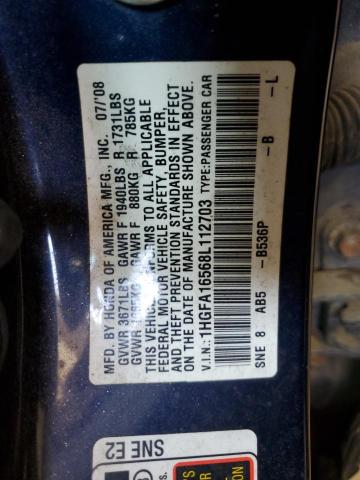 MFD. BY HONDA OF AMERICA MFG., INC. 07/'08
GVWR 3671LBS GAWR F 1940LBS R 1731LBS
GVWR GAWR F 880KG R 785KG
THIS VEHICLE CONFORMS TO ALL APPLICABLE
FEDERAL MOTOR VEHICLE SAFETY, BUMPER,
AND THEFT PREVENTION STANDARDS IN EFFECT
ON THE DATE OF MANUFACTURE SHOWN ABOVE.
V.I.N.: 1HGFA16568L112703 TYPE:PASSENGER CAR
SNE 8 AB5 -B536P -B -L
SNE E2